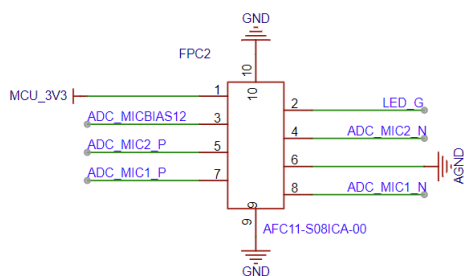 GND
FPC2
10
10
MCU_3V3
1
2
LED_G
ADC_MICBIAS12
3
4
ADC_MIC2_N
ADC_MIC2_P
5
6
AGND
ADC_MIC1_P
7
8
ADC_MIC1_N
9
9
AFC11-S08ICA-00
GND